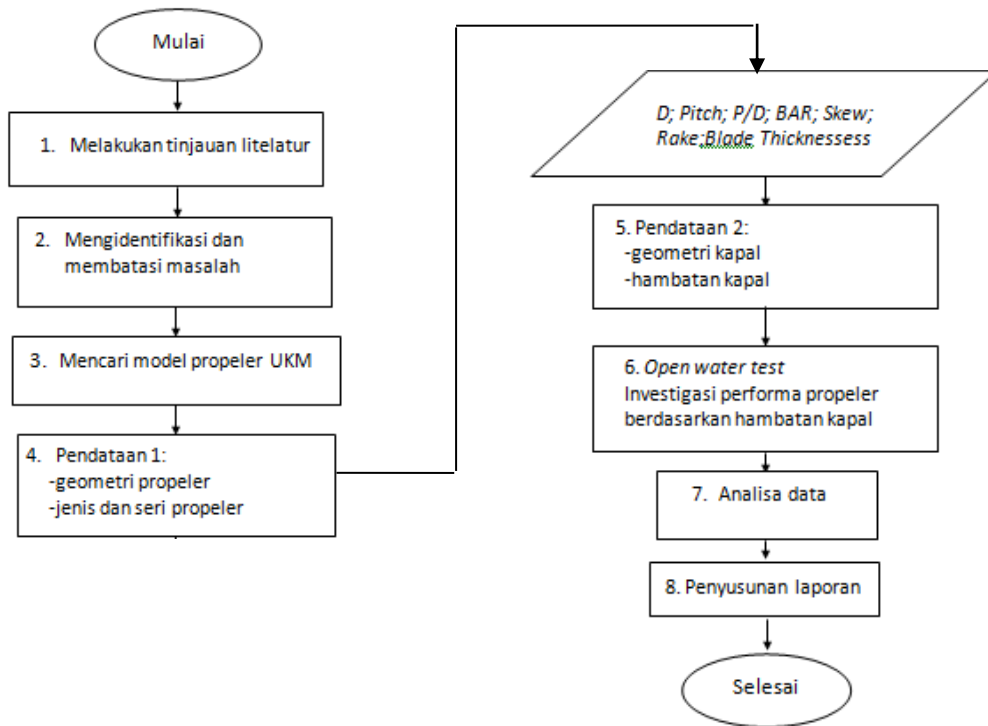 Mulai
1. Melakukan tinjauan litelatur
2. Mengidentifikasi dan
membatasi masalah
3. Mencari model propeler UKM
4. Pendataan 1:
-geometri propeler
-jenis dan seri propeler
D; Pitch; P/D; BAR; Skew;
Rake;Blade Thicknessess
5. Pendataan 2:
-geometri kapal
-hambatan kapal
6. Open water test
Investigasi performa propeler
berdasarkan hambatan kapal
7. Analisa data
8. Penyusunan laporan
Selesai